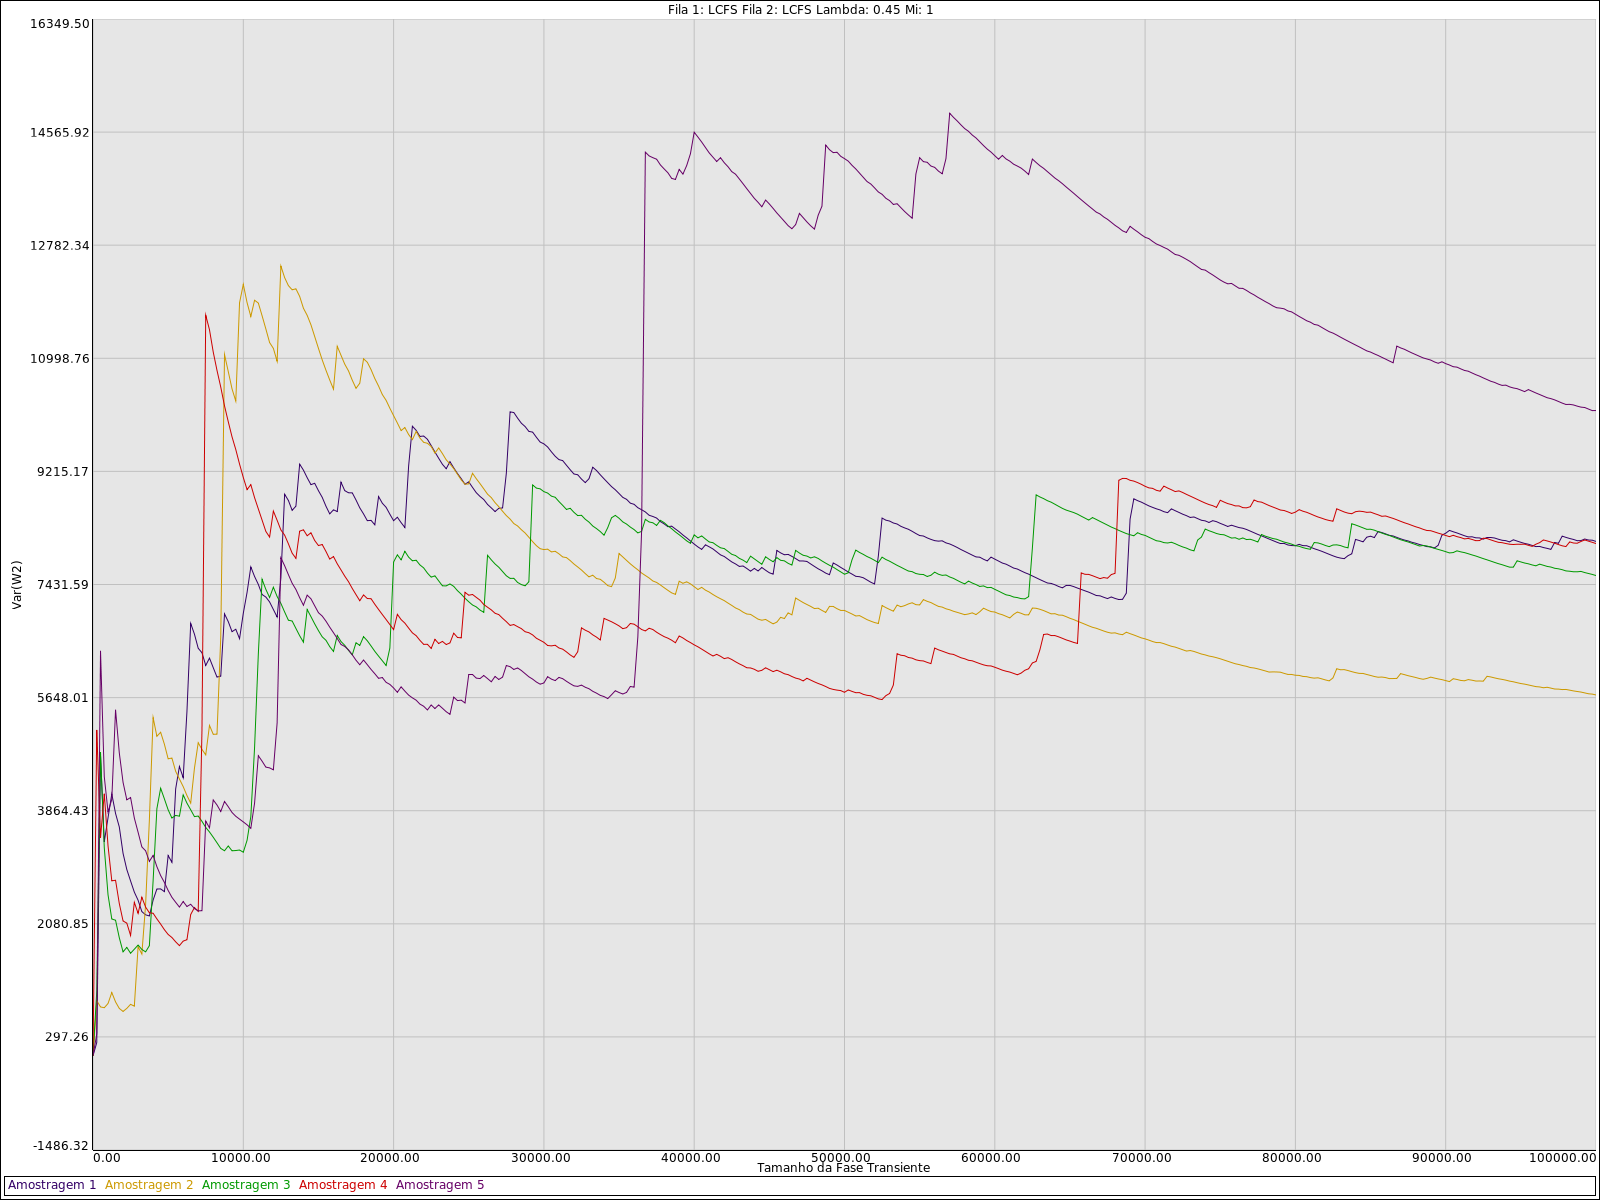 Fila 1: LCFS Fila 2: LCFS Lambda: 0.45 Mi: 1
16349.50
14565.92
12782.34
10998.76
9215.17
7431.59
5648.01
3864.43
2080.85
297.26
-1486.32
Var(W2)
0.00 10000.00 20000.00 30000.00 40000.00 50000.00 60000.00 70000.00 80000.00 90000.00 100000.00
Tamanho da Fase Transiente
Amostragem 1 Amostragem 2 Amostragem 3 Amostragem 4 Amostragem 5